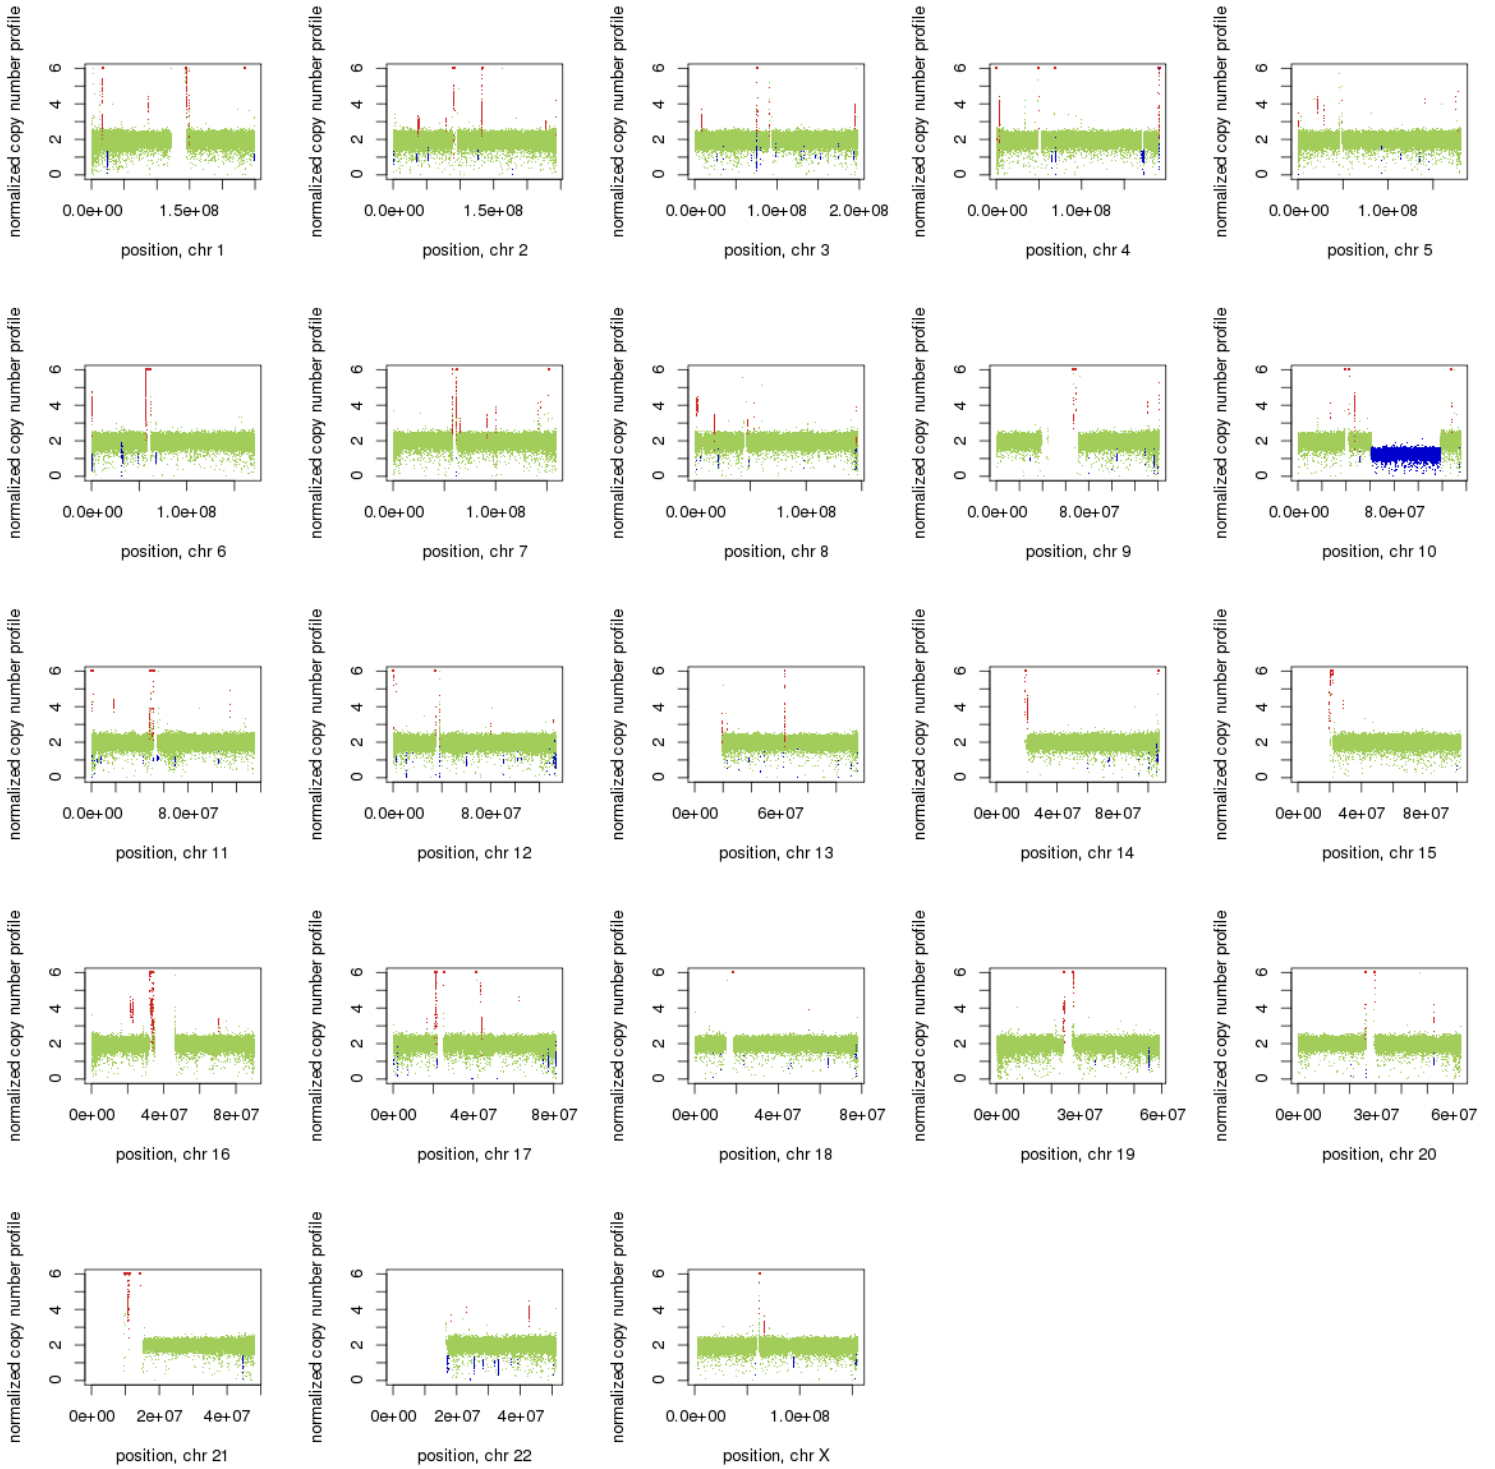 normalized copy number profile
0 2 4 6
0.0e+00 1.5e+08
position, chr 1
normalized copy number profile
0 2 4 6
0.0e+00 1.5e+08
position, chr 2
normalized copy number profile
0 2 4 6
0.0e+00 1.0e+08 2.0e+08
position, chr 3
normalized copy number profile
0 2 4 6
0.0e+00 1.0e+08
position, chr 4
normalized copy number profile
0 2 4 6
0.0e+00 1.0e+08
position, chr 5
normalized copy number profile
0 2 4 6
0.0e+00 1.0e+08
position, chr 6
normalized copy number profile
0 2 4 6
0.0e+00 1.0e+08
position, chr 7
normalized copy number profile
0 2 4 6
0.0e+00 1.0e+08
position, chr 8
normalized copy number profile
0 2 4 6
0.0e+00 8.0e+07
position, chr 9
normalized copy number profile
0 2 4 6
0.0e+00 8.0e+07
position, chr 10
normalized copy number profile
0 2 4 6
0.0e+00 8.0e+07
position, chr 11
normalized copy number profile
0 2 4 6
0.0e+00 8.0e+07
position, chr 12
normalized copy number profile
0 2 4 6
0e+00 6e+07
position, chr 13
normalized copy number profile
0 2 4 6
0e+00 4e+07 8e+07
position, chr 14
normalized copy number profile
0 2 4 6
0e+00 4e+07 8e+07
position, chr 15
normalized copy number profile
0 2 4 6
0e+00 4e+07 8e+07
position, chr 16
normalized copy number profile
0 2 4 6
0e+00 4e+07 8e+07
position, chr 17
normalized copy number profile
0 2 4 6
0e+00 4e+07 8e+07
position, chr 18
normalized copy number profile
0 2 4 6
0e+00 3e+07 6e+07
position, chr 19
normalized copy number profile
0 2 4 6
0e+00 3e+07 6e+07
position, chr 20
normalized copy number profile
0 2 4 6
0e+00 2e+07 4e+07
position, chr 21
normalized copy number profile
0 2 4 6
0e+00 2e+07 4e+07
position, chr 22
normalized copy number profile
0 2 4 6
0.0e+00 1.0e+08
position, chr X